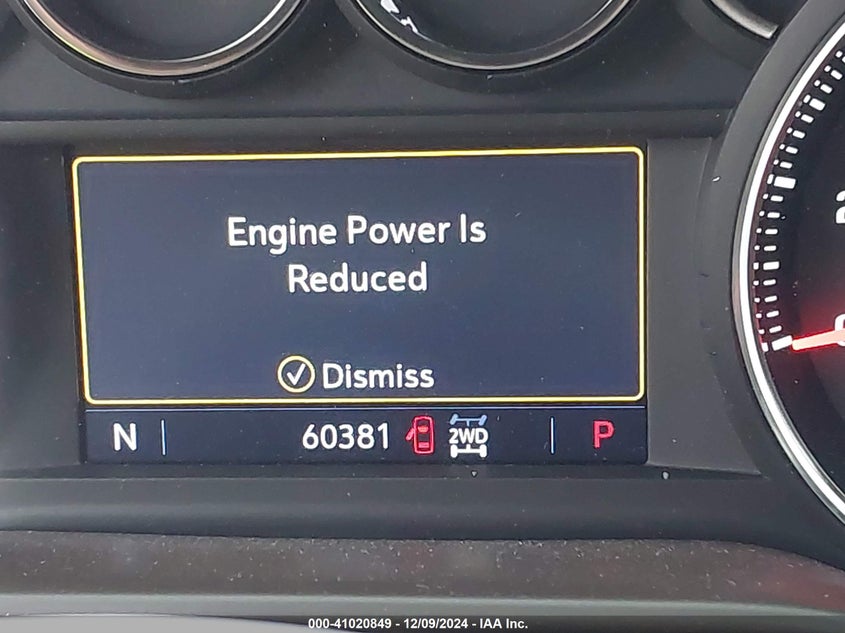 Engine Power Is
Reduced
Dismiss
N 60381 2WD P
000-41020849 - 12/09/2024 - IAA Inc.